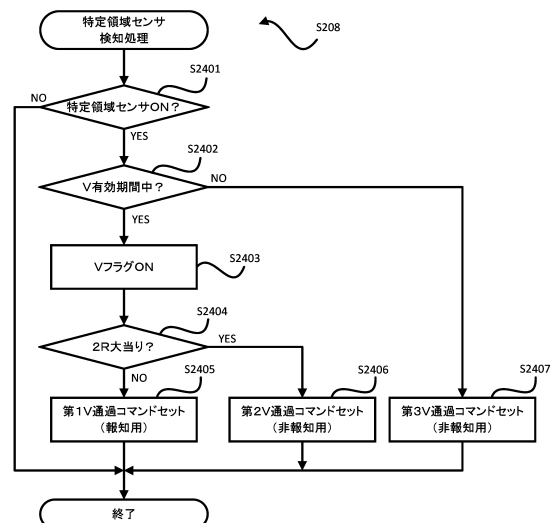 特定領域センサ
検知処理
S208
S2401
NO
特定領域センサON？
YES
S2402
NO
V有効期間中？
YES
S2403
VフラグON
S2404
YES
2R大当り？
NO
S2405
S2406
S2407
第1V通過コマンドセット
（報知用）
第2V通過コマンドセット
（非報知用）
第3V通過コマンドセット
（非報知用）
終了